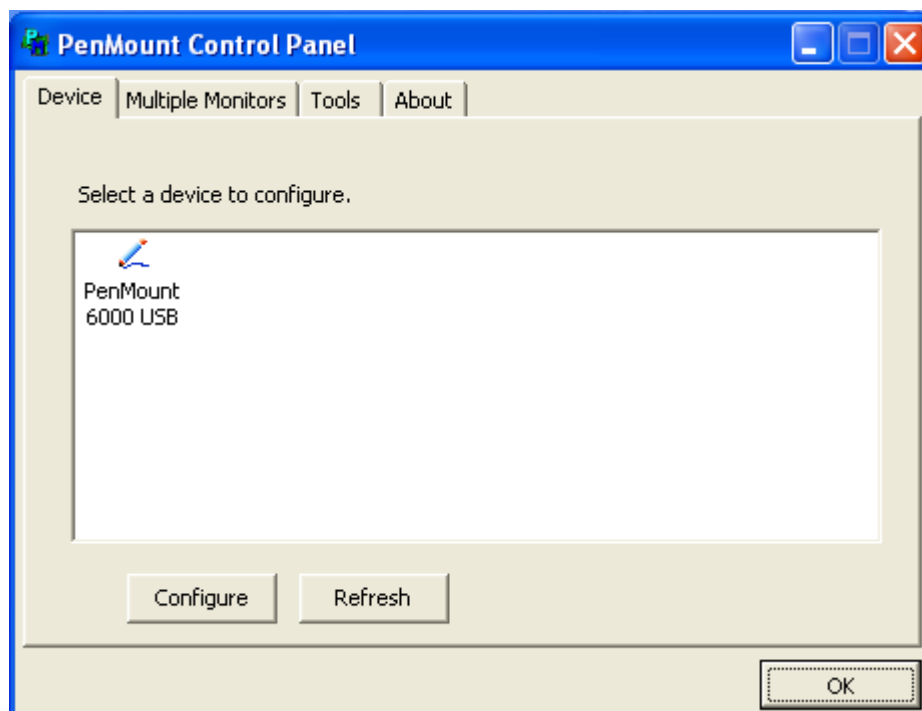 PenMount Control Panel
Device Multiple Monitors Tools About
Select a device to configure.
PenMount
6000 USB
Configure Refresh
OK